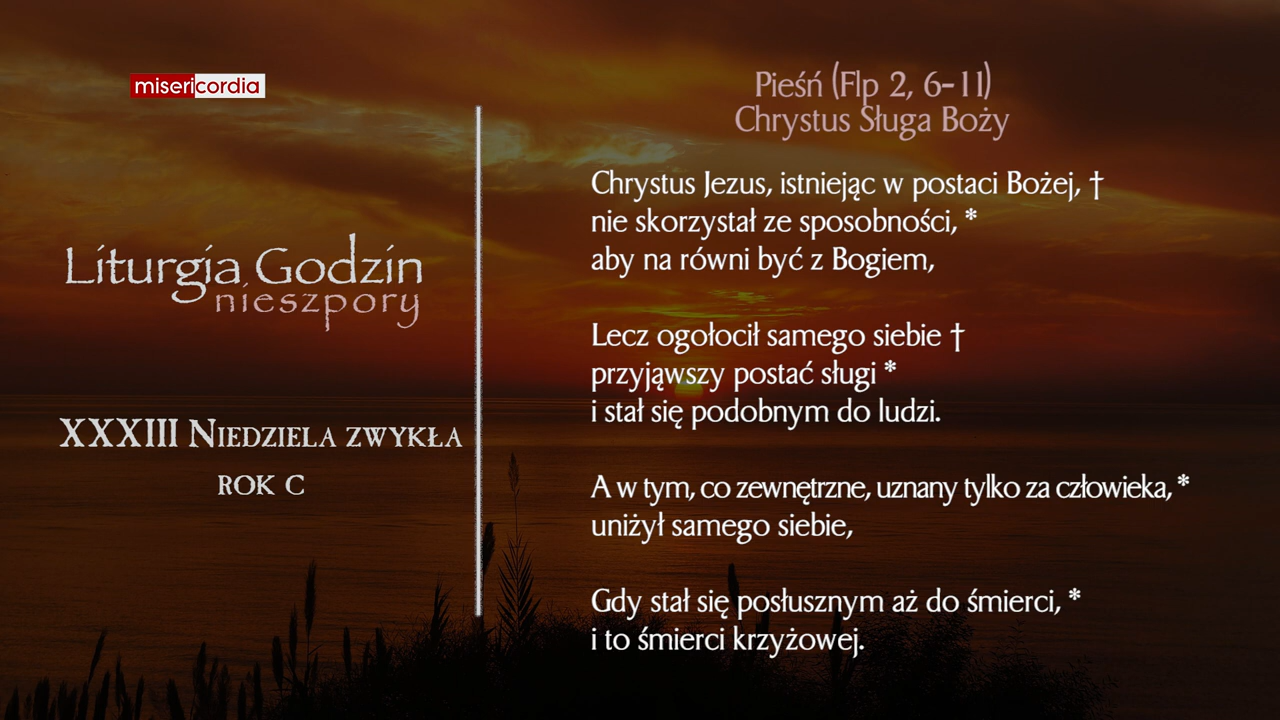 misericordia
Liturgia Godzin
nieszpory
XXXIII Niedziela zwykła
rok C
Pieśń (Flp 2, 6-11)
Chrystus Sługa Boży
Chrystus Jezus, istniejąc w postaci Bożej, †
nie skorzystał ze sposobności, *
aby na równi być z Bogiem,
Lecz ogołocił samego siebie †
przyjąwszy postać sługi *
i stał się podobnym do ludzi.
A w tym, co zewnętrzne, uznany tylko za człowieka, *
uniżył samego siebie,
Gdy stał się posłusznym aż do śmierci, *
i to śmierci krzyżowej.